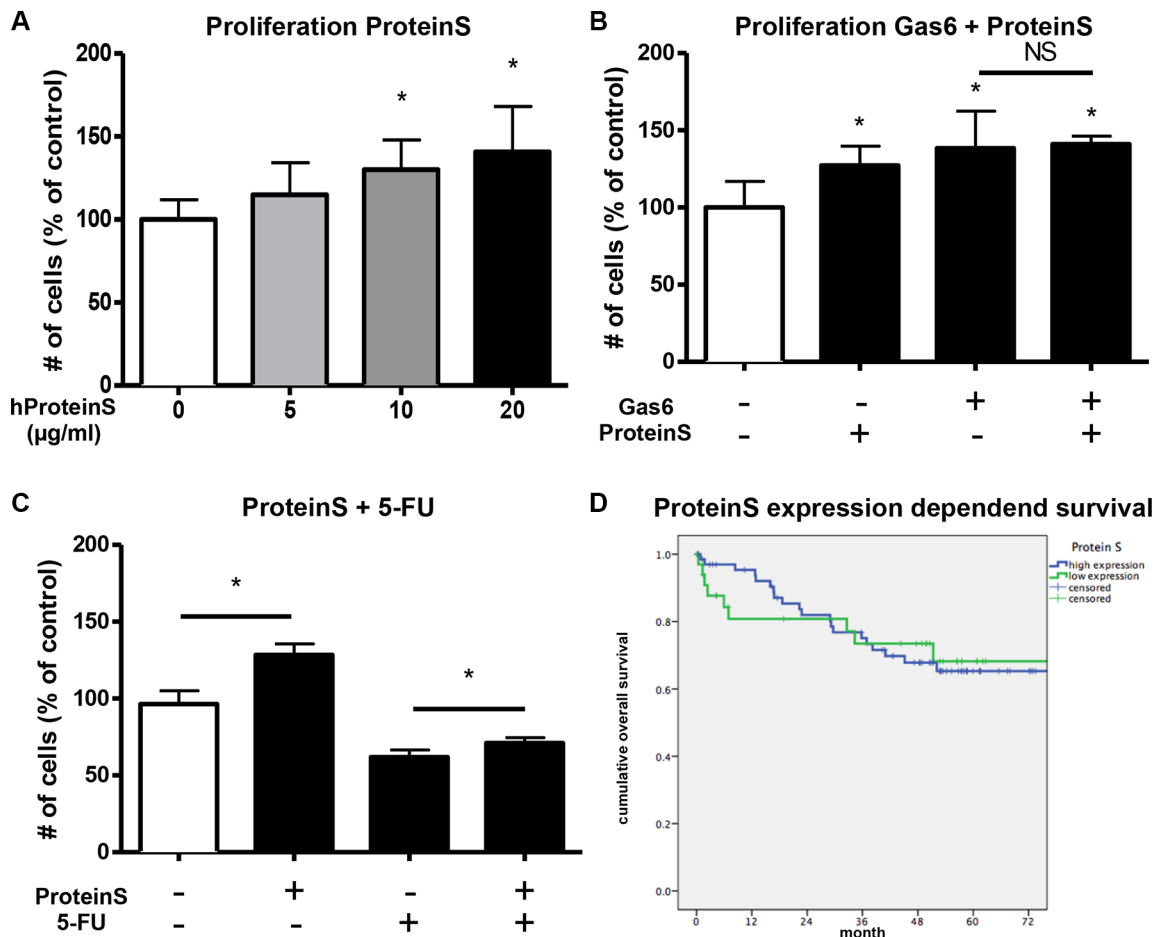 A
Proliferation ProteinS
# of cells (% of control)
200
150
100
50
0
*
*
hProteinS
(µg/ml)
0 5 10 20
B
Proliferation Gas6 + ProteinS
# of cells (% of control)
200
150
100
50
0
*
*
*
NS
Gas6 - - + +
ProteinS - + - +
C
ProteinS + 5-FU
# of cells (% of control)
200
150
100
50
0
*
*
ProteinS - + - +
5-FU - - + +
D
ProteinS expression dependend survival
cumulative overall survival
1.0
0.8
0.6
0.4
0.2
0.0
0 12 24 36 48 60 72
month
Protein S
high expression
low expression
censored
censored